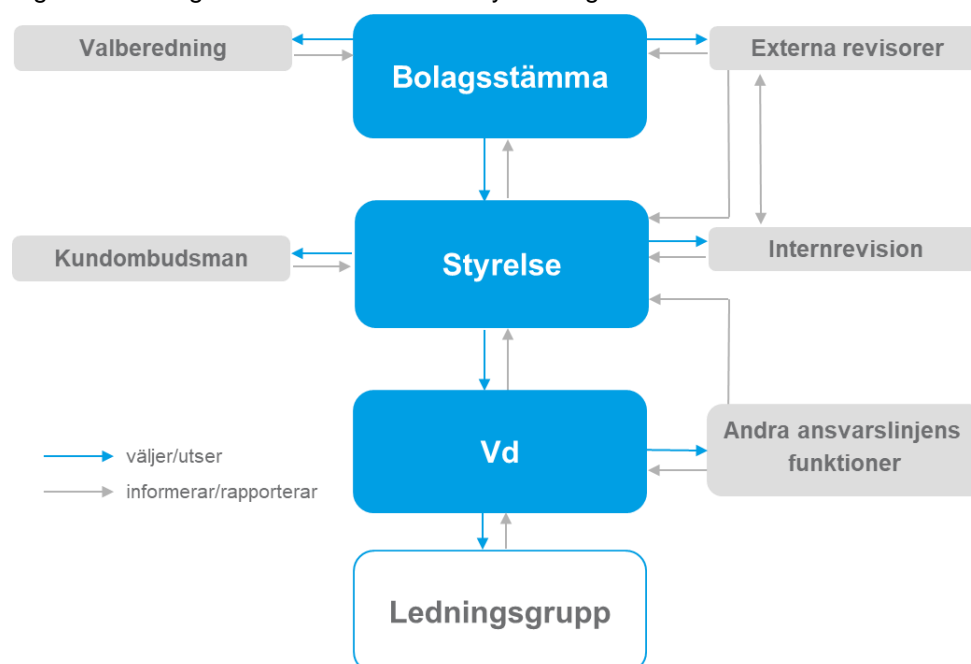 Valberedning
Bolagsstämma
Externa revisorer
Kundombudsman
Styrelse
Internrevision
Vd
Andra ansvarslinjens
funktioner
väljer/utser
informerar/rapporterar
Ledningsgrupp